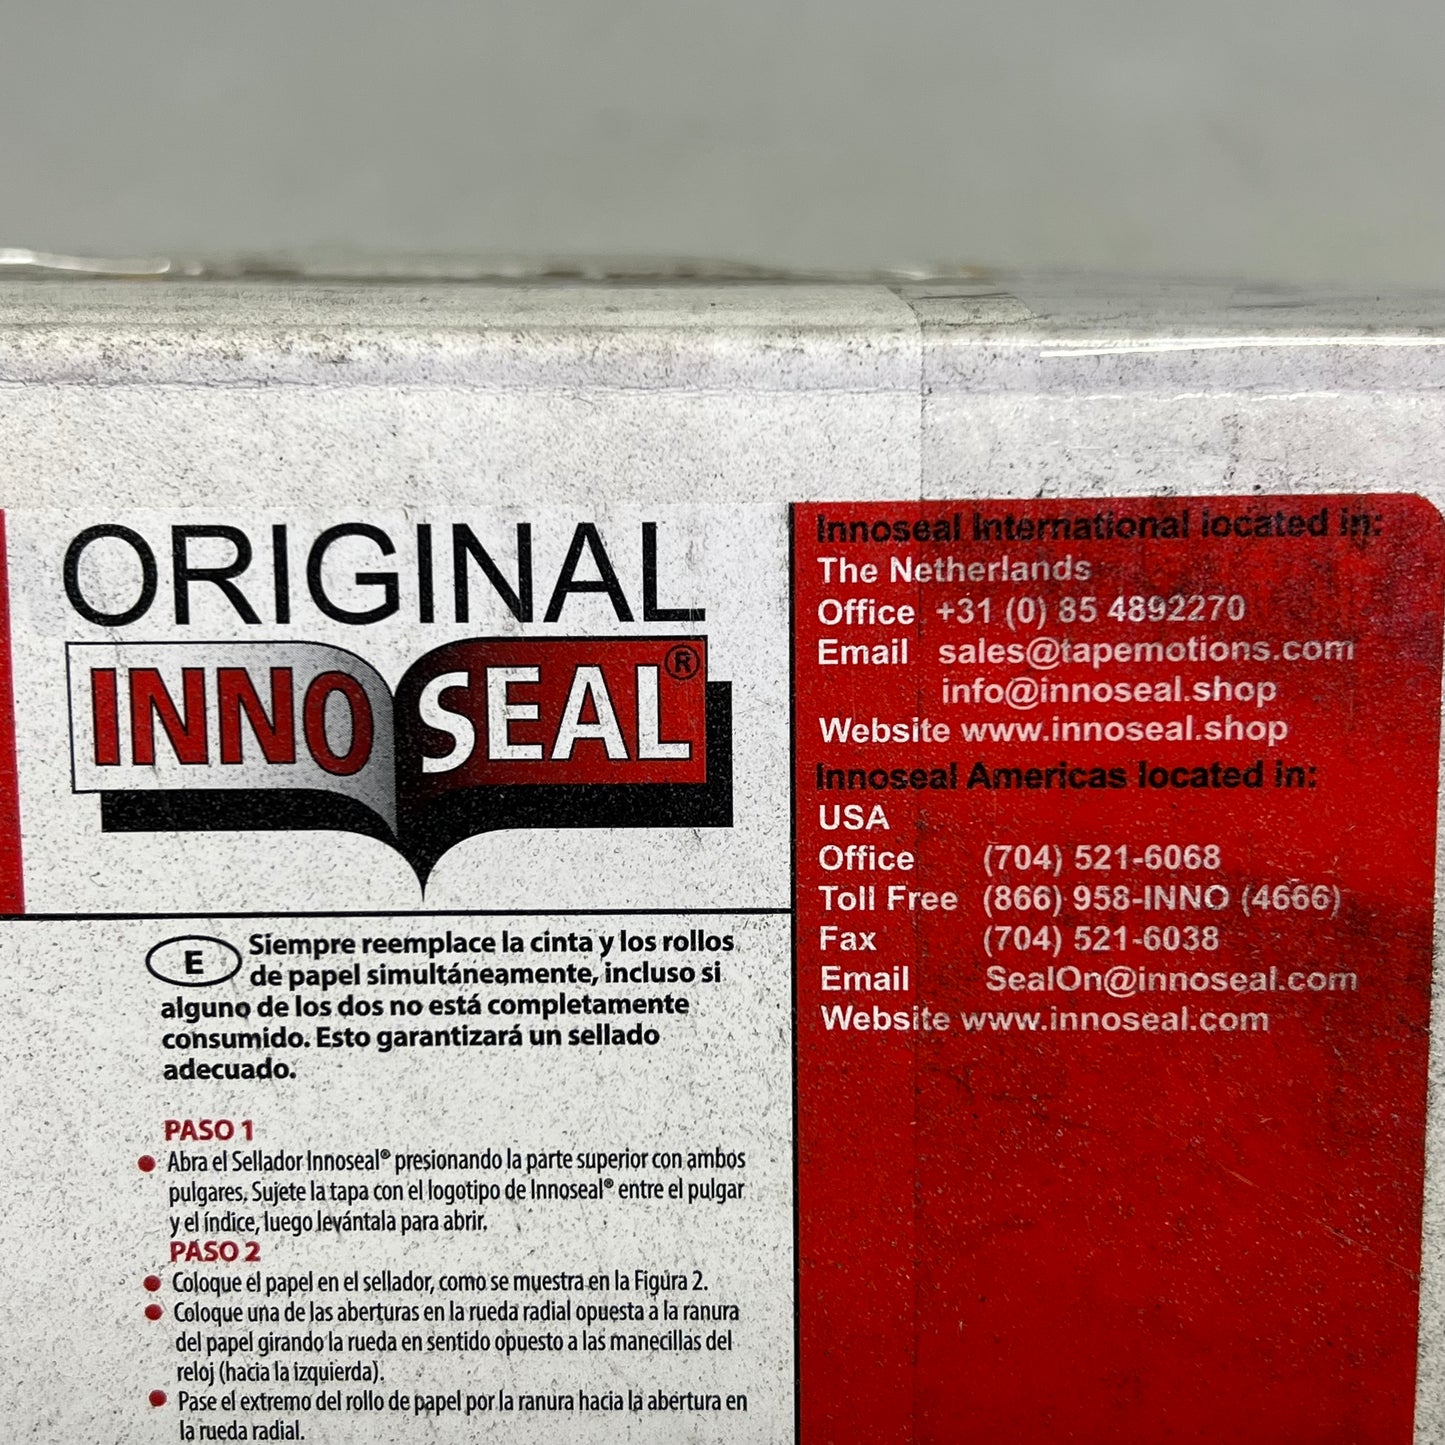 ORIGINAL
INNOSEAL®
E Siempre reemplace la cinta y los rollos
de papel simultáneamente, incluso si
alguno de los dos no está completamente
consumido. Esto garantizará un sellado
adecuado.
PASO 1
Abra el Sellador Innoseal® presionando la parte superior con ambos
pulgares. Sujete la tapa con el logotipo de Innoseal® entre el pulgar
y el índice, luego levántala para abrir.
PASO 2
Coloque el papel en el sellador, como se muestra en la Figura 2.
Coloque una de las aberturas en la rueda radial opuesta a la ranura
del papel girando la rueda en sentido opuesto a las manecillas del
reloj (hacia la izquierda).
Pase el extremo del rollo de papel por la ranura hacia la abertura en
la rueda radial.
Innoseal International located in:
The Netherlands
Office +31 (0) 85 4892270
Email sales@tapemotions.com
info@innoseal.shop
Website www.innoseal.shop
Innoseal Americas located in:
USA
Office (704) 521-6068
Toll Free (866) 958-INNO (4666)
Fax (704) 521-6038
Email SealOn@innoseal.com
Website www.innoseal.com